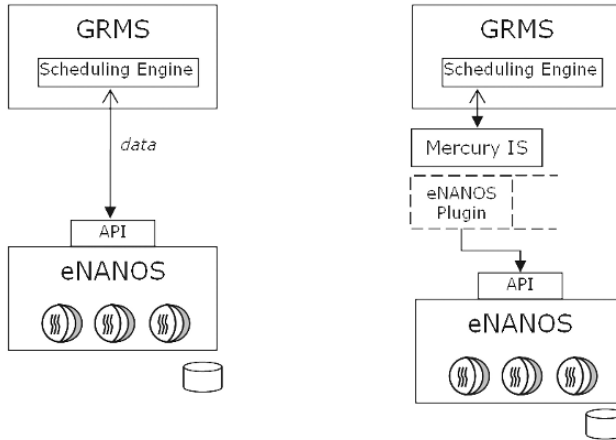 GRMS
Scheduling Engine
data
API
eNANOS
GRMS
Scheduling Engine
Mercury IS
eNANOS
Plugin
API
eNANOS